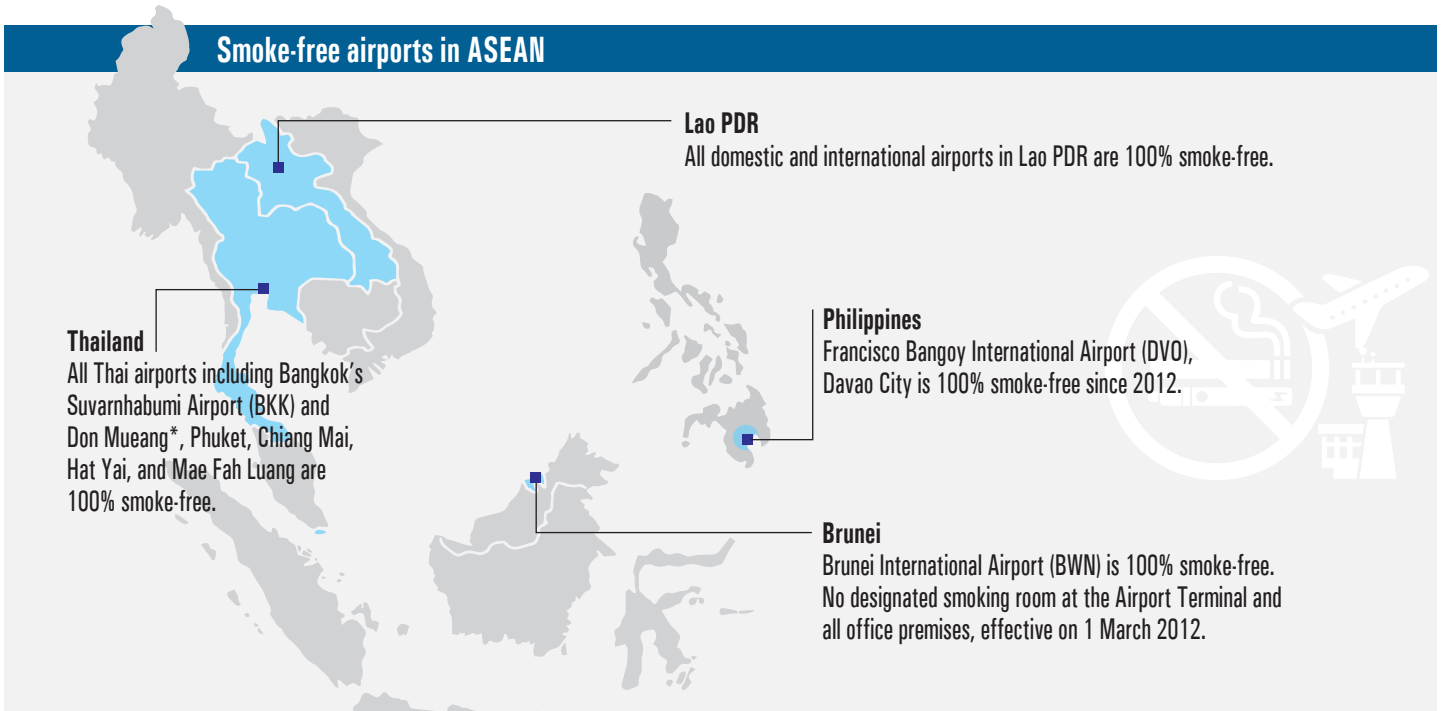 Smoke-free airports in ASEAN
Lao PDR
All domestic and international airports in Lao PDR are 100% smoke-free.
Thailand
All Thai airports including Bangkok's
Suvarnhabumi Airport (BKK) and
Don Mueang*, Phuket, Chiang Mai,
Hat Yai, and Mae Fah Luang are
100% smoke-free.
Philippines
Francisco Bangoy International Airport (DVO),
Davao City is 100% smoke-free since 2012.
Brunei
Brunei International Airport (BWN) is 100% smoke-free.
No designated smoking room at the Airport Terminal and
all office premises, effective on 1 March 2012.